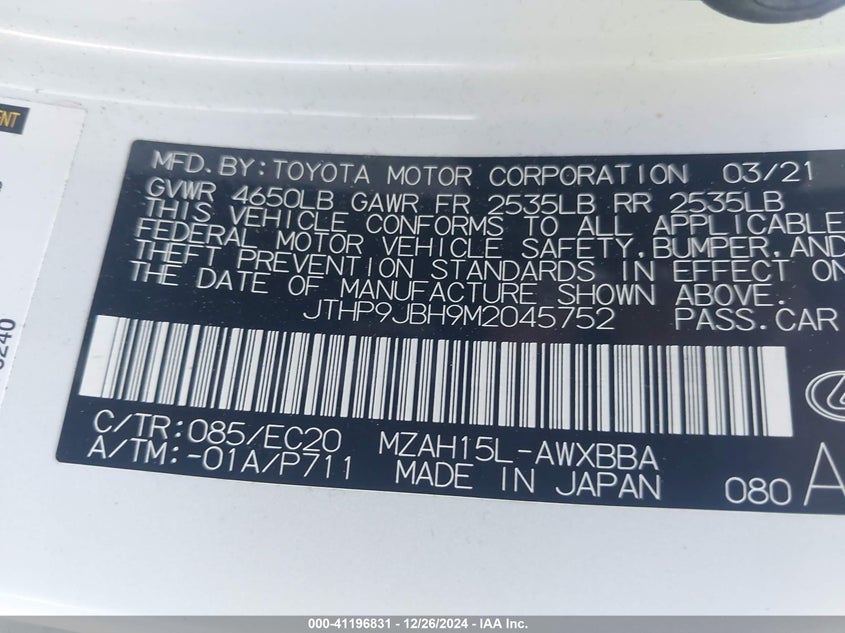 ENT
MFD.BY:TOYOTA MOTOR CORPORATION 03/21
GVWR 4650LB GAWR FR 2535LB RR 2535LB
THIS VEHICLE CONFORMS TO ALL APPLICABLE
FEDERAL MOTOR VEHICLE SAFETY,BUMPER,AND
THEFT PREVENTION STANDARDS IN EFFECT ON
THE DATE OF MANUFACTURE SHOWN ABOVE.
JTHP9JBH9M2045752 PASS.CAR
C/TR:085/EC20 MZAH15L-AWXBBA
A/TM:-01A/P711 MADE IN JAPAN 080 A
240
000-41196831 - 12/26/2024 - IAA Inc.